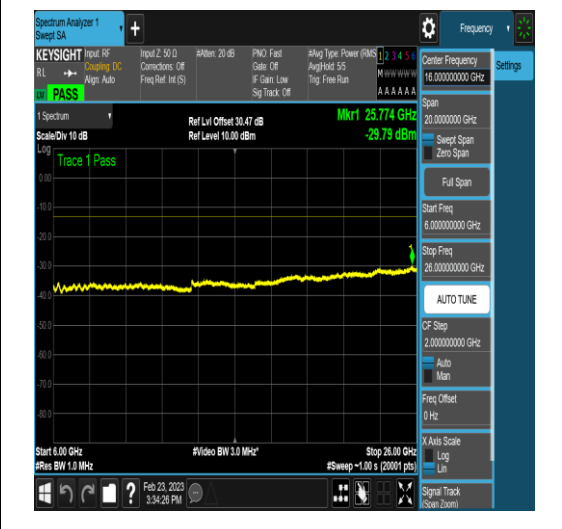 Spectrum Analyzer 1
Swept SA
Frequency
KEYSIGHT
Input: RF
Coupling: DC
Align: Auto
Input Z: 50 Ω
Corrections: Off
Freq Ref: Int (S)
#Atten: 20 dB
PNO: Fast
Gate: Off
IF Gain: Low
Sig Track: Off
#Avg Type: Power (RMS
Avg|Hold: 5/5
Trig: Free Run
1 2 3 4 5 6
M W W W W W
A A A A A A
RL
PASS
1 Spectrum
Scale/Div 10 dB
Ref Lvl Offset 30.47 dB
Ref Level 10.00 dBm
Mkr1 25.774 GHz
-29.79 dBm
Log
Trace 1 Pass
0.00
-10.0
-20.0
-30.0
-40.0
-50.0
-60.0
-70.0
-80.0
1
Start 6.00 GHz
#Res BW 1.0 MHz
#Video BW 3.0 MHz*
Stop 26.00 GHz
#Sweep ~1.00 s (20001 pts)
Feb 23, 2023
3:34:26 PM
Center Frequency
16.000000000 GHz
Settings
Span
20.0000000 GHz
Swept Span
Zero Span
Full Span
Start Freq
6.000000000 GHz
Stop Freq
26.000000000 GHz
AUTO TUNE
CF Step
2.000000000 GHz
Auto
Man
Freq Offset
0 Hz
X Axis Scale
Log
Lin
Signal Track
(Span Zoom)